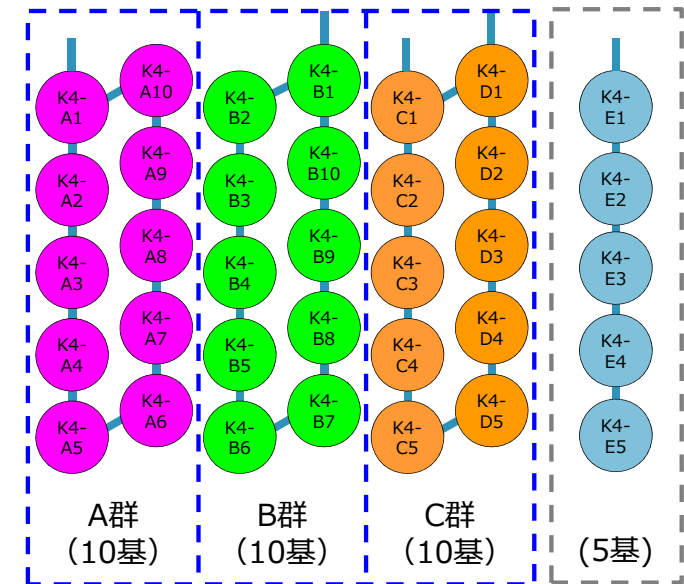 K4-
A1
K4-
A2
K4-
A3
K4-
A4
K4-
A5
K4-
A10
K4-
A9
K4-
A8
K4-
A7
K4-
A6
A群
（10基）
K4-
B2
K4-
B3
K4-
B4
K4-
B5
K4-
B6
K4-
B1
K4-
B10
K4-
B9
K4-
B8
K4-
B7
B群
（10基）
K4-
C1
K4-
C2
K4-
C3
K4-
C4
K4-
C5
K4-
D1
K4-
D2
K4-
D3
K4-
D4
K4-
D5
C群
（10基）
K4-
E1
K4-
E2
K4-
E3
K4-
E4
K4-
E5
(5基)